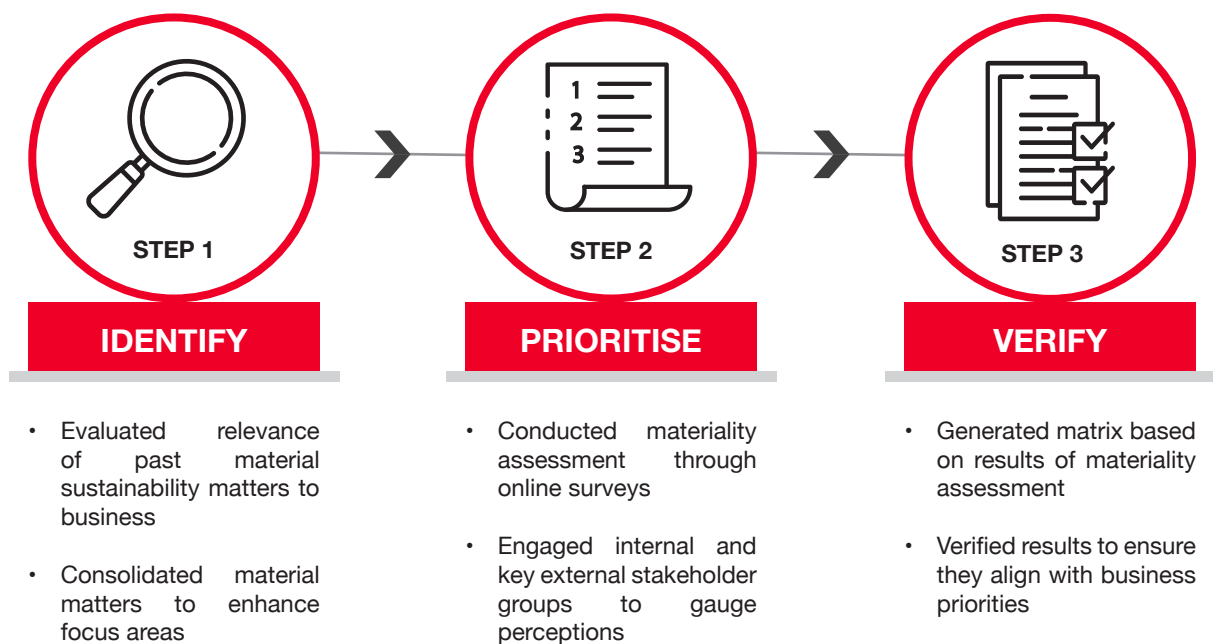 1
2
3
STEP 1
STEP 2
STEP 3
IDENTIFY
PRIORITISE
VERIFY
• Evaluated relevance
of past material
sustainability matters to
business
• Consolidated material
matters to enhance
focus areas
• Conducted materiality
assessment through
online surveys
• Engaged internal and
key external stakeholder
groups to gauge
perceptions
• Generated matrix based
on results of materiality
assessment
• Verified results to ensure
they align with business
priorities